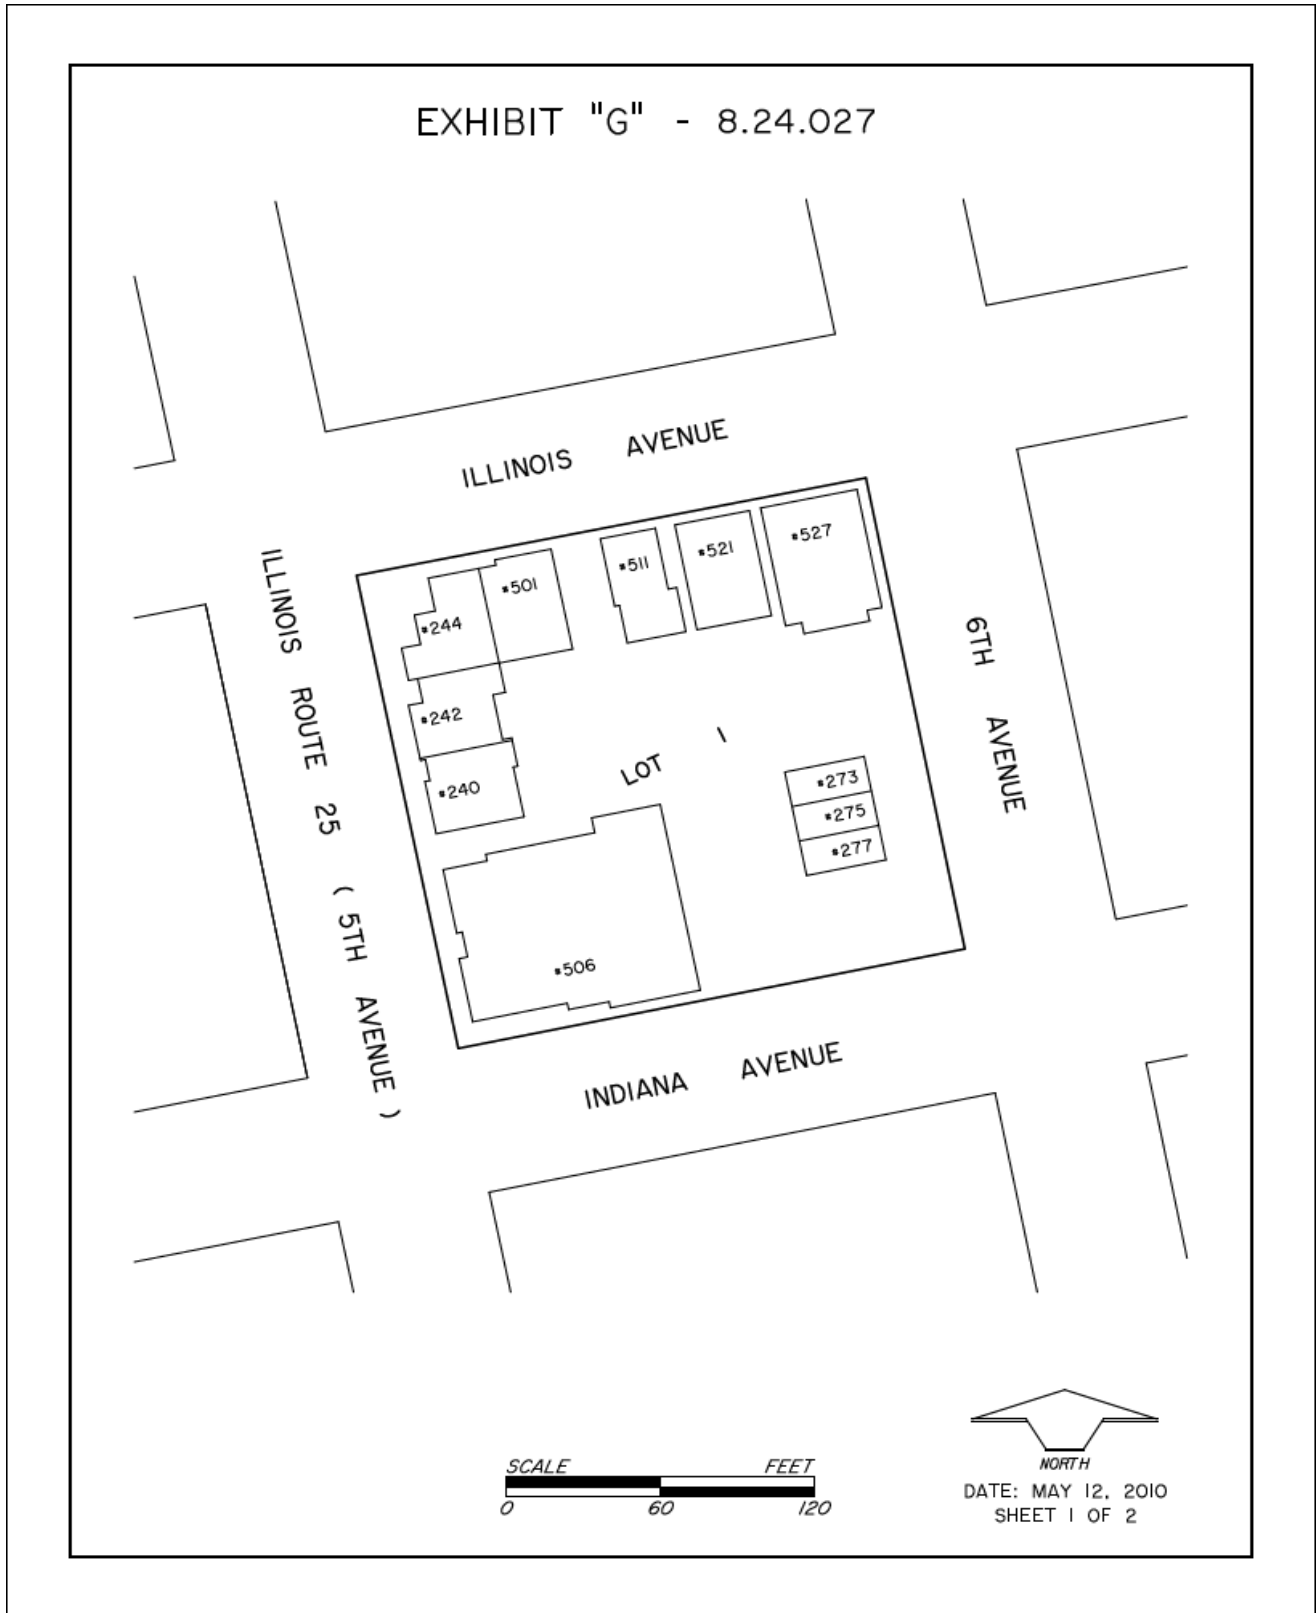 EXHIBIT "G" - 8.24.027
ILLINOIS AVENUE
ILLINOIS ROUTE 25 ( 5TH AVENUE )
6TH AVENUE
#527
#521
#511
#501
#244
#242
#240
LOT 1
#273
#275
#277
#506
INDIANA AVENUE
SCALE FEET
0 60 120
NORTH
DATE: MAY 12, 2010
SHEET 1 OF 2